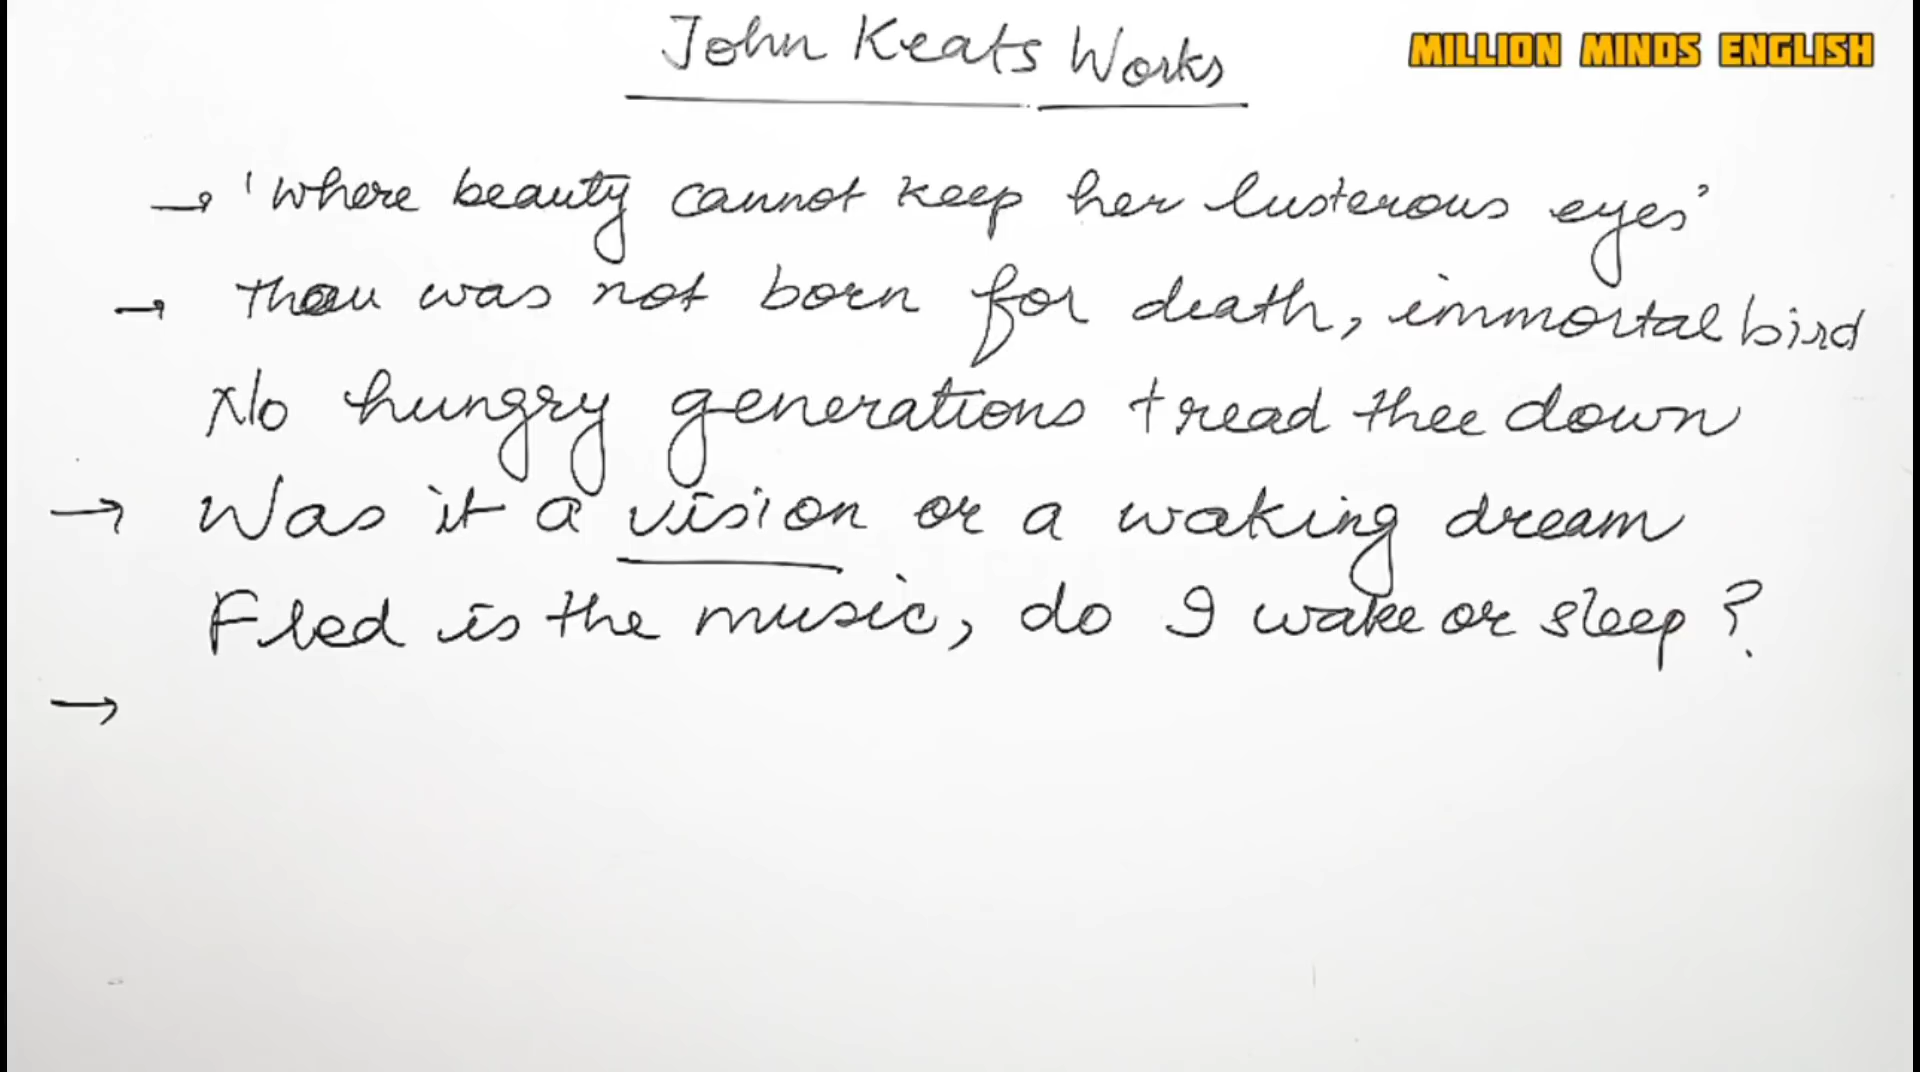 John Keats Works
MILLION MINDS ENGLISH
→ 'Where beauty cannot keep her lusterous eyes'
→ Thou was not born for death, immortal bird
No hungry generations tread thee down
→ Was it a vision or a waking dream
Fled is the music, do I wake or sleep?
→